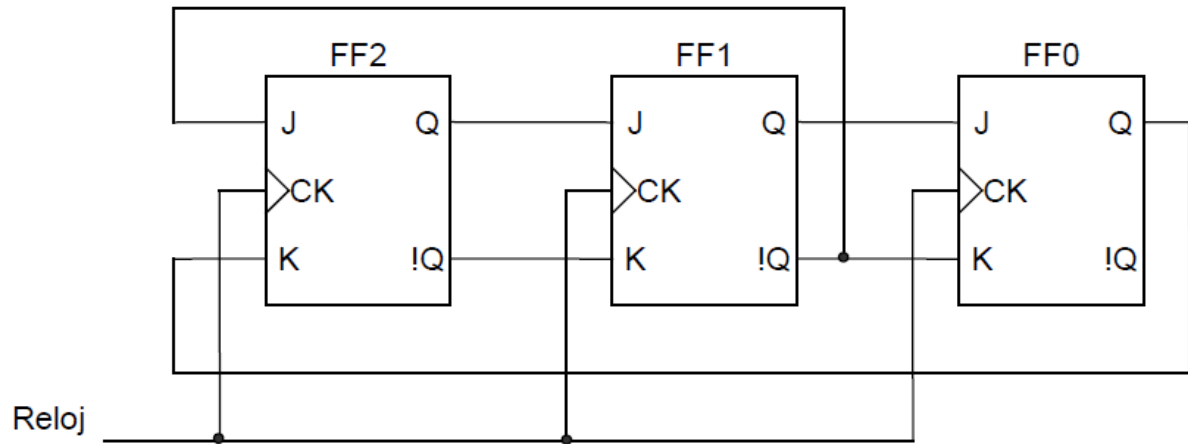 FF2 FF1 FF0
J Q J Q J Q
CK CK CK
K !Q K !Q K !Q
Reloj